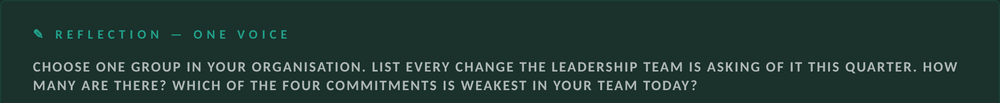 ✎ REFLECTION — ONE VOICE
CHOOSE ONE GROUP IN YOUR ORGANISATION. LIST EVERY CHANGE THE LEADERSHIP TEAM IS ASKING OF IT THIS QUARTER. HOW
MANY ARE THERE? WHICH OF THE FOUR COMMITMENTS IS WEAKEST IN YOUR TEAM TODAY?